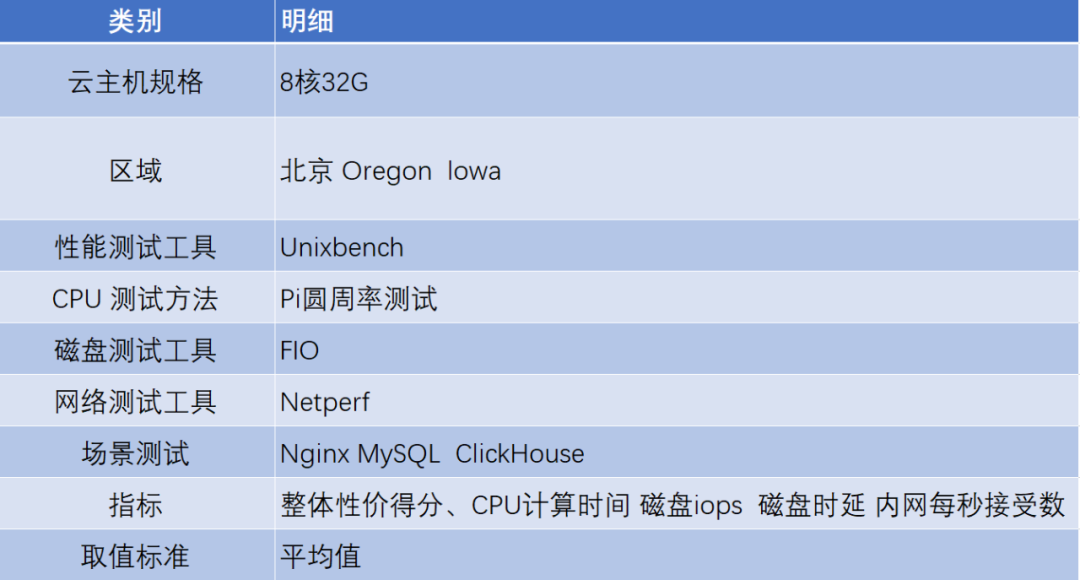 类别 明细
云主机规格 8核32G
区域 北京 Oregon Iowa
性能测试工具 Unixbench
CPU 测试方法 Pi圆周率测试
磁盘测试工具 FIO
网络测试工具 Netperf
场景测试 Nginx MySQL ClickHouse
指标 整体性价得分、CPU计算时间 磁盘iops 磁盘时延 内网每秒接受数
取值标准 平均值